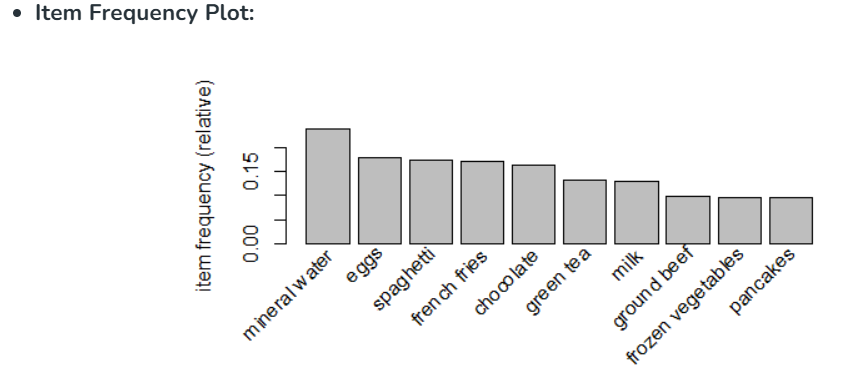 Item Frequency Plot:
item frequency (relative)
0.15
0.00
mineral water
eggs
spaghetti
french fries
chocolate
green tea
milk
ground beef
frozen vegetables
pancakes